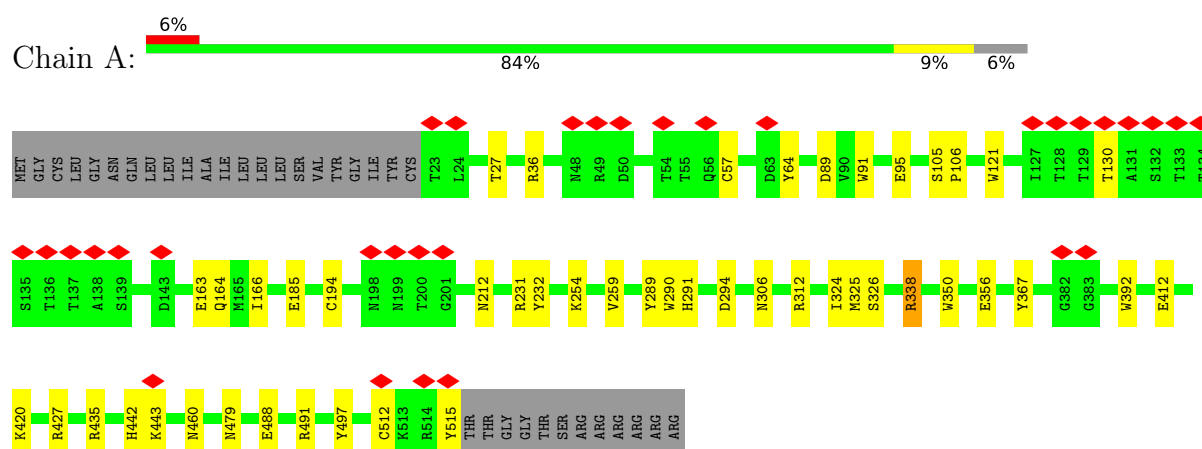 6%
Chain A:
84% 9% 6%
MET GLY CYS LEU LEU GLY ASN GLN LEU LEU ILE ALA ILE LEU LEU LEU SER VAL TYR GLY ILE TYR CYS T23 L24 T27 R36 N48 R49 D50 T54 T55 Q56 C57 D63 Y64 D89 V90 W91 E95 S105 P106 W121 I127 T128 T129 T130 A131 S132 T133 T134
S135 T136 T137 A138 S139 D143 E163 Q164 M165 I166 E185 C194 N198 N199 T200 G201 N212 R231 Y232 K254 V259 Y289 W290 H291 D294 N306 R312 I324 M325 S326 R338 W350 E356 Y367 G382 G383 W392 E412
K420 R427 R435 H442 K443 N460 N479 E488 R491 Y497 C512 K513 R514 Y515 THR THR GLY GLY THR SER ARG ARG ARG ARG